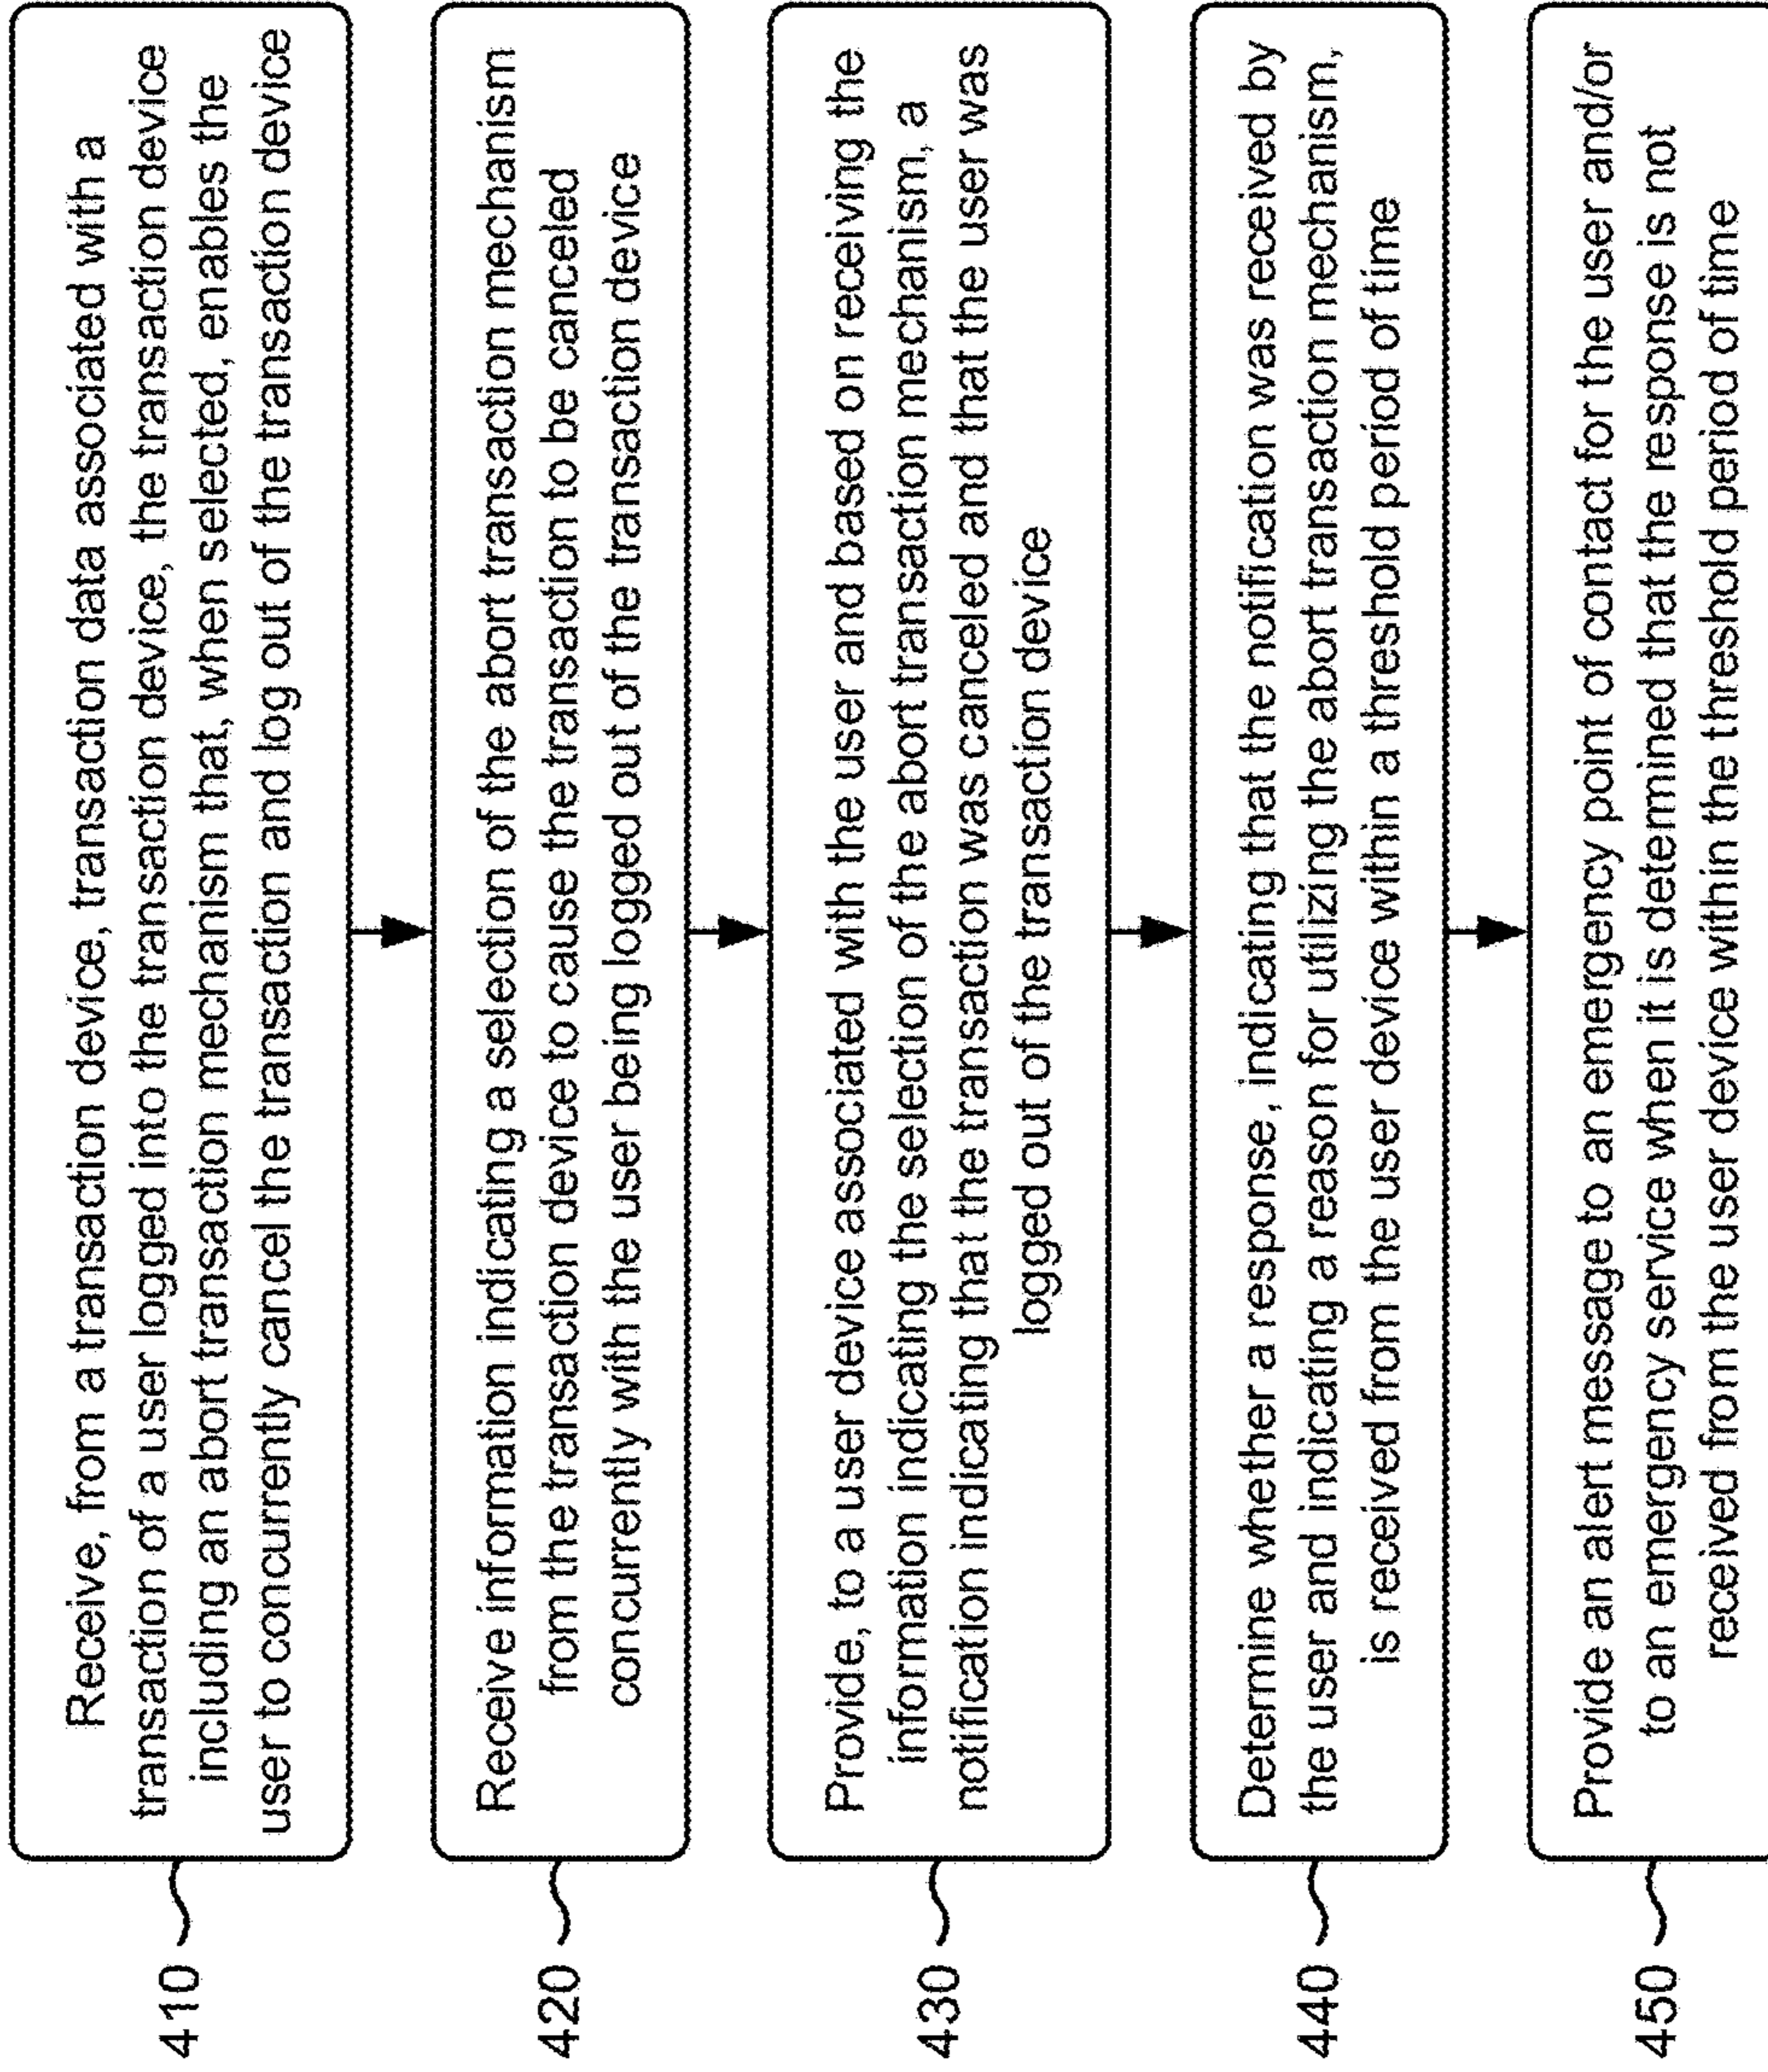 410
Receive, from a transaction device, transaction data associated with a
transaction of a user logged into the transaction device, the transaction device
including an abort transaction mechanism that, when selected, enables the
user to concurrently cancel the transaction and log out of the transaction device
420
Receive information indicating a selection of the abort transaction mechanism
from the transaction device to cause the transaction to be canceled
concurrently with the user being logged out of the transaction device
430
Provide, to a user device associated with the user and based on receiving the
information indicating the selection of the abort transaction mechanism, a
notification indicating that the transaction was canceled and that the user was
logged out of the transaction device
440
Determine whether a response, indicating that the notification was received by
the user and indicating a reason for utilizing the abort transaction mechanism,
is received from the user device within a threshold period of time
450
Provide an alert message to an emergency point of contact for the user and/or
to an emergency service when it is determined that the response is not
received from the user device within the threshold period of time